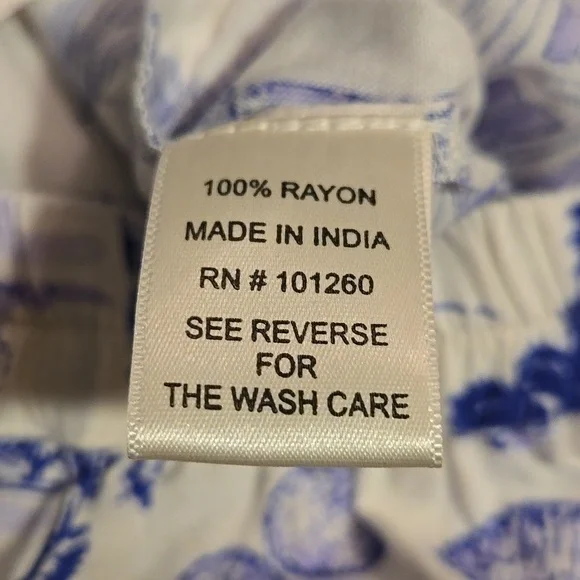 100% RAYON
MADE IN INDIA
RN # 101260
SEE REVERSE
FOR
THE WASH CARE